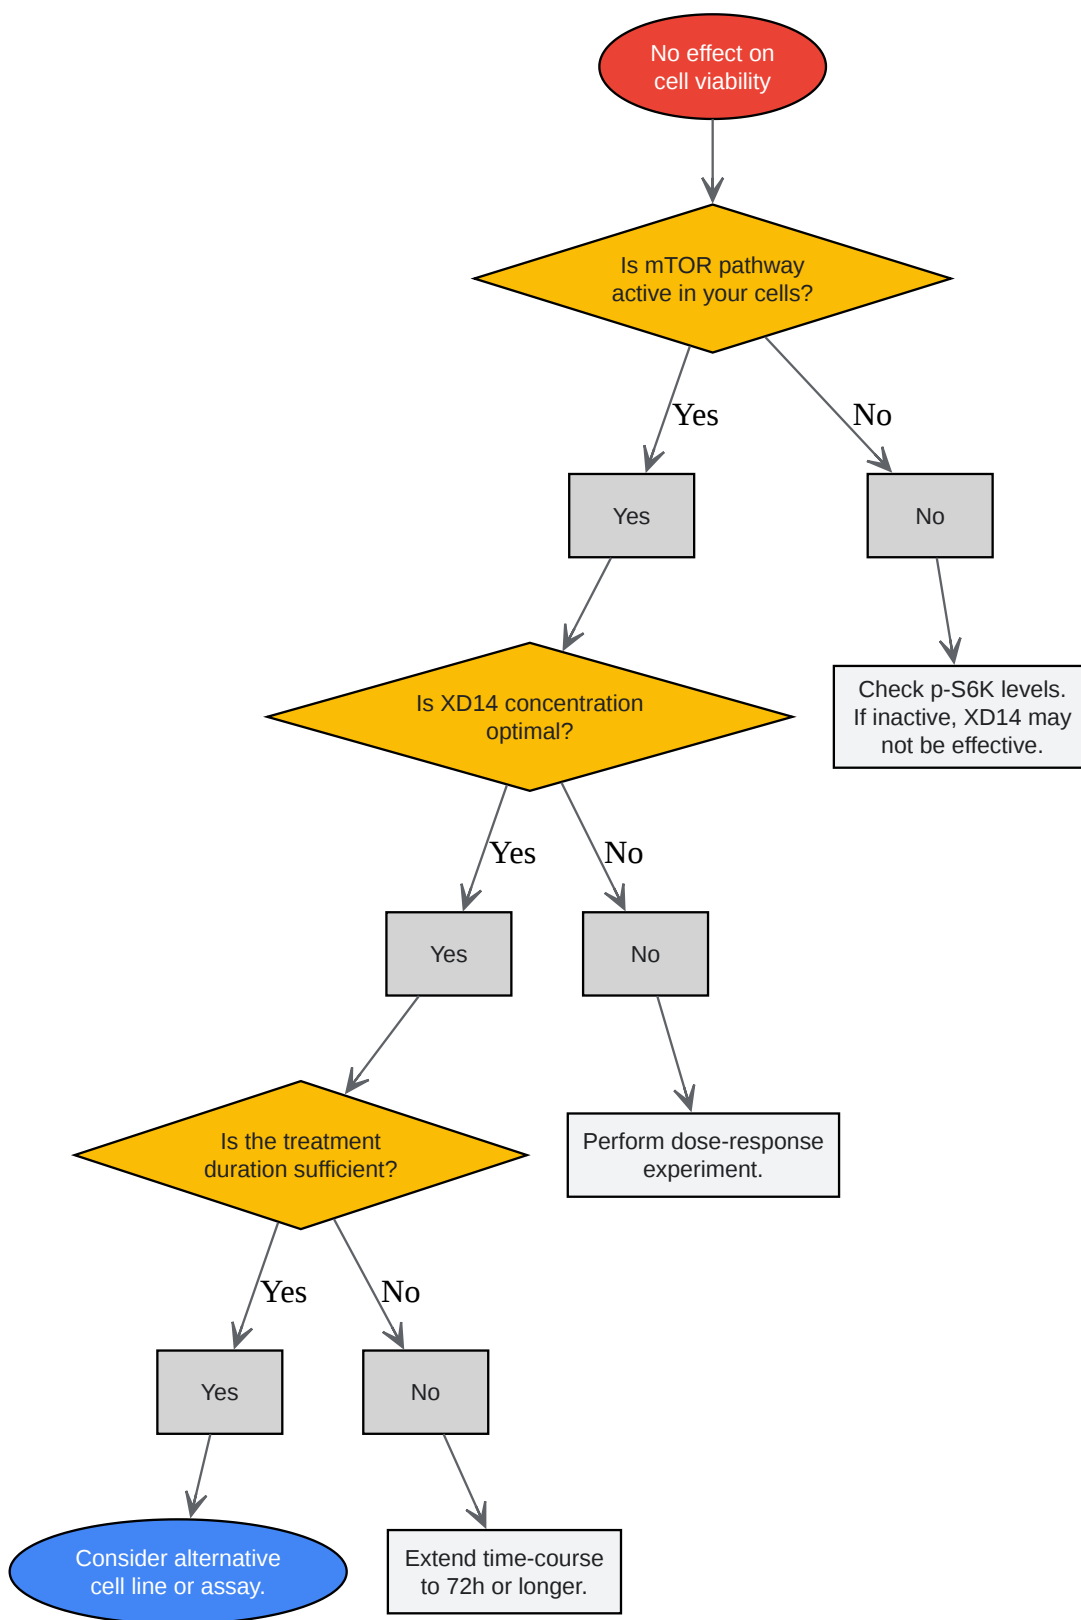 No effect on
cell viability
Is mTOR pathway
active in your cells?
Yes
No
Yes
No
Check p-S6K levels.
If inactive, XD14 may
not be effective.
Is XD14 concentration
optimal?
Yes
No
Yes
No
Perform dose-response
experiment.
Is the treatment
duration sufficient?
Yes
No
Yes
No
Consider alternative
cell line or assay.
Extend time-course
to 72h or longer.